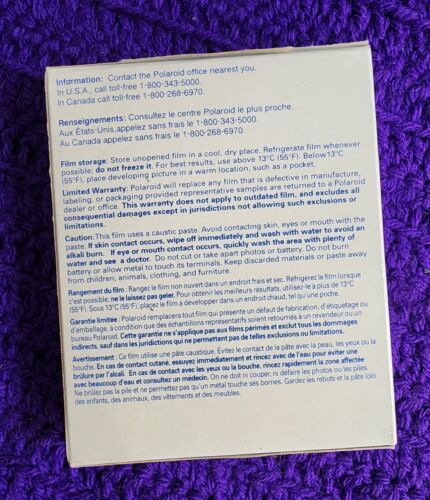 Information: Contact the Polaroid office nearest you.
In U.S.A., call toll-free 1-800-343-5000.
In Canada call toll-free 1-800-268-6970.
Renseignements: Consultez le centre Polaroid le plus proche.
Aux États-Unis,appelez sans frais le 1-800-343-5000.
Au Canada appelez sans frais le 1-800-268-6970.
Film storage: Store unopened film in a cool, dry place. Refrigerate film whenever
possible; do not freeze it. For best results, use above 13°C (55°F). Below 13°C
(55°F), place developing picture in a warm location, such as a pocket.
Limited Warranty: Polaroid will replace any film that is defective in manufacture,
labeling, or packaging provided representative samples are returned to a Polaroid
dealer or office. This warranty does not apply to outdated film, and excludes all
consequential damages except in jurisdictions not allowing such exclusions or
limitations.
Caution: This film uses a caustic paste. Avoid contacting skin, eyes or mouth with the
paste. If skin contact occurs, wipe off immediately and wash with water to avoid an
alkali burn. If eye or mouth contact occurs, quickly wash the area with plenty of
water and see a doctor. Do not cut or take apart photos or battery. Do not burn
battery or allow metal to touch its terminals. Keep discarded materials or paste away
from children, animals, clothing, and furniture.
Rangement du film : Rangez le film non ouvert dans un endroit frais et sec. Réfrigérez le film lorsque
c'est possible; ne le laissez pas geler. Pour obtenir les meilleurs résultats, utilisez-le à plus de 13°C
(55°F). Sous 13°C (55°F), placez le film à développer dans un endroit chaud, tel qu'une poche.
Garantie limitée : Polaroid remplacera tout film qui présente un défaut de fabrication, d'étiquetage ou
d'emballage, à condition que des échantillons représentatifs soient retournés à un revendeur ou un
bureau Polaroid. Cette garantie ne s'applique pas aux films périmés et exclut tous les dommages
indirects, sauf dans les juridictions qui ne permettent pas de telles exclusions ou limitations.
Avertissement : Ce film utilise une pâte caustique. Évitez le contact de la pâte avec la peau, les yeux ou la
bouche. En cas de contact cutané, essuyez immédiatement et rincez avec de l'eau pour éviter une
brûlure par l'alcali. En cas de contact avec les yeux ou la bouche, rincez rapidement la zone affectée
avec beaucoup d'eau et consultez un médecin. On ne doit ni couper, ni défaire les photos ou les piles.
Ne brûlez pas la pile et ne permettez pas qu'un métal touche ses bornes. Gardez les rebuts et la pâte loin
des enfants, des animaux, des vêtements et des meubles.